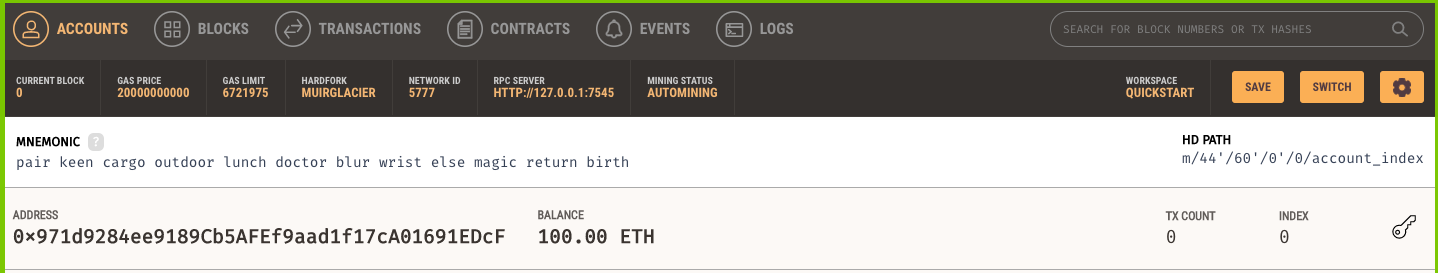 ACCOUNTS BLOCKS TRANSACTIONS CONTRACTS EVENTS LOGS SEARCH FOR BLOCK NUMBERS OR TX HASHES
CURRENT BLOCK GAS PRICE GAS LIMIT HARDFORK NETWORK ID RPC SERVER MINING STATUS WORKSPACE
0 20000000000 6721975 MUIRGLACIER 5777 HTTP://127.0.0.1:7545 AUTOMINING QUICKSTART SAVE SWITCH
MNEMONIC ? HD PATH
pair keen cargo outdoor lunch doctor blur wrist else magic return birth m/44'/60'/0'/0/account_index
ADDRESS BALANCE TX COUNT INDEX
0×971d9284ee9189Cb5AFEf9aad1f17cA01691EDcF 100.00 ETH 0 0